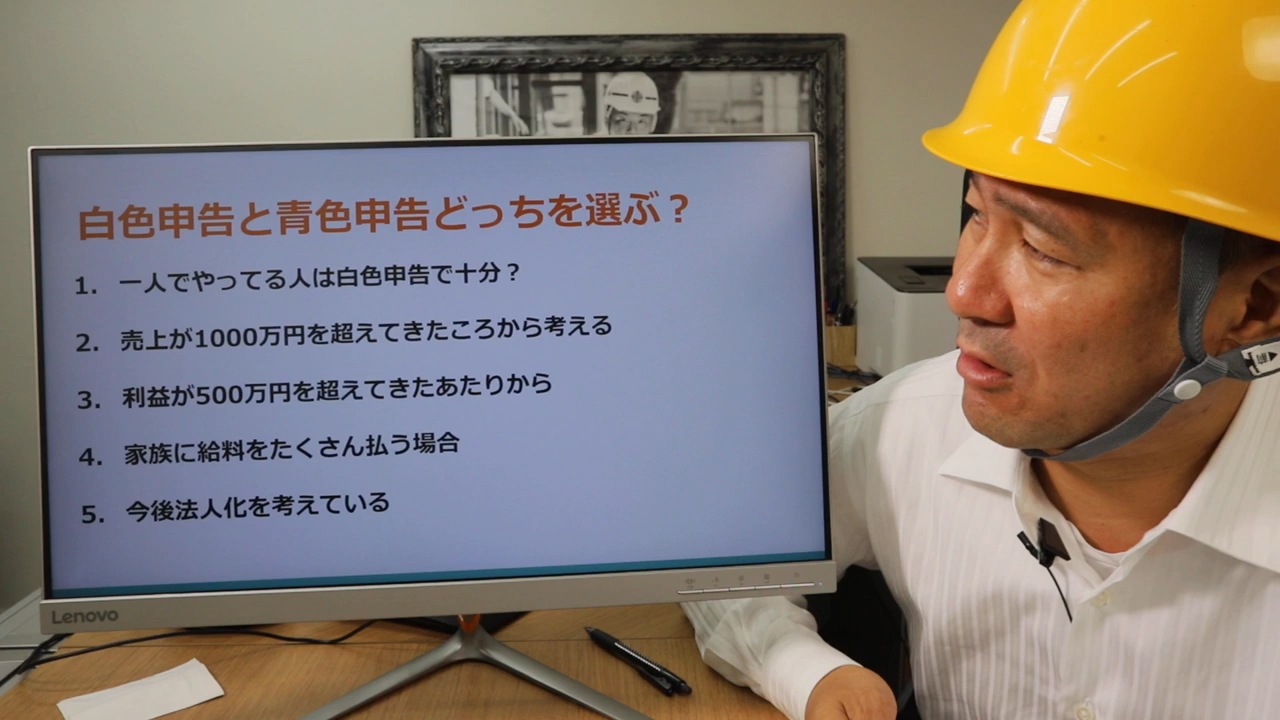 白色申告と青色申告どっちを選ぶ？
1. 一人でやってる人は白色申告で十分？
2. 売上が1000万円を超えてきたころから考える
3. 利益が500万円を超えてきたあたりから
4. 家族に給料をたくさん払う場合
5. 今後法人化を考えている
Lenovo